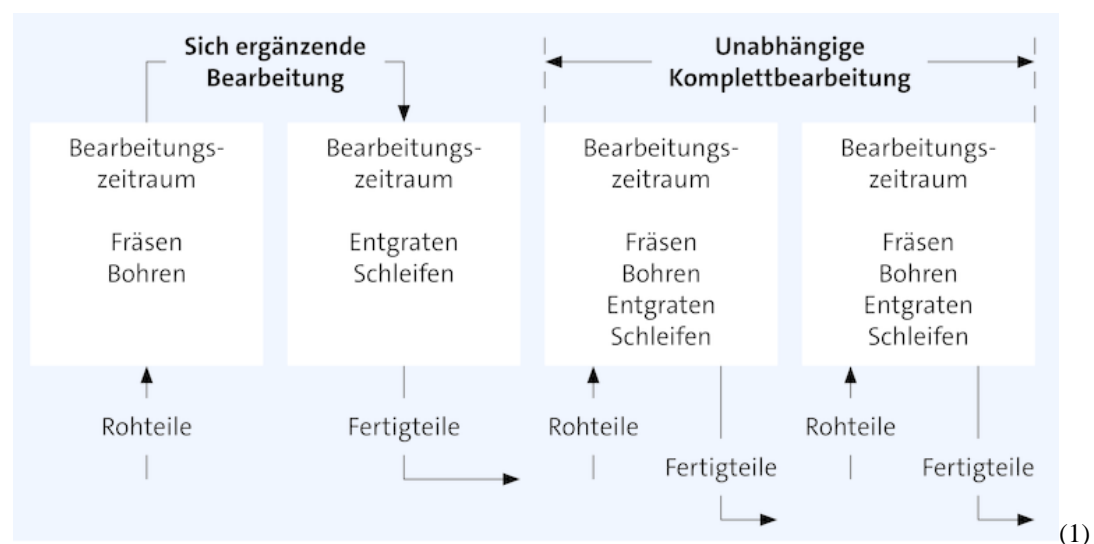 Sich ergänzende
Bearbeitung
Unabhängige
Komplettbearbeitung
Bearbeitungs-
zeitraum
Fräsen
Bohren
Bearbeitungs-
zeitraum
Entgraten
Schleifen
Bearbeitungs-
zeitraum
Fräsen
Bohren
Entgraten
Schleifen
Bearbeitungs-
zeitraum
Fräsen
Bohren
Entgraten
Schleifen
Rohteile
Fertigteile
Rohteile
Fertigteile
Rohteile
Fertigteile
(1)